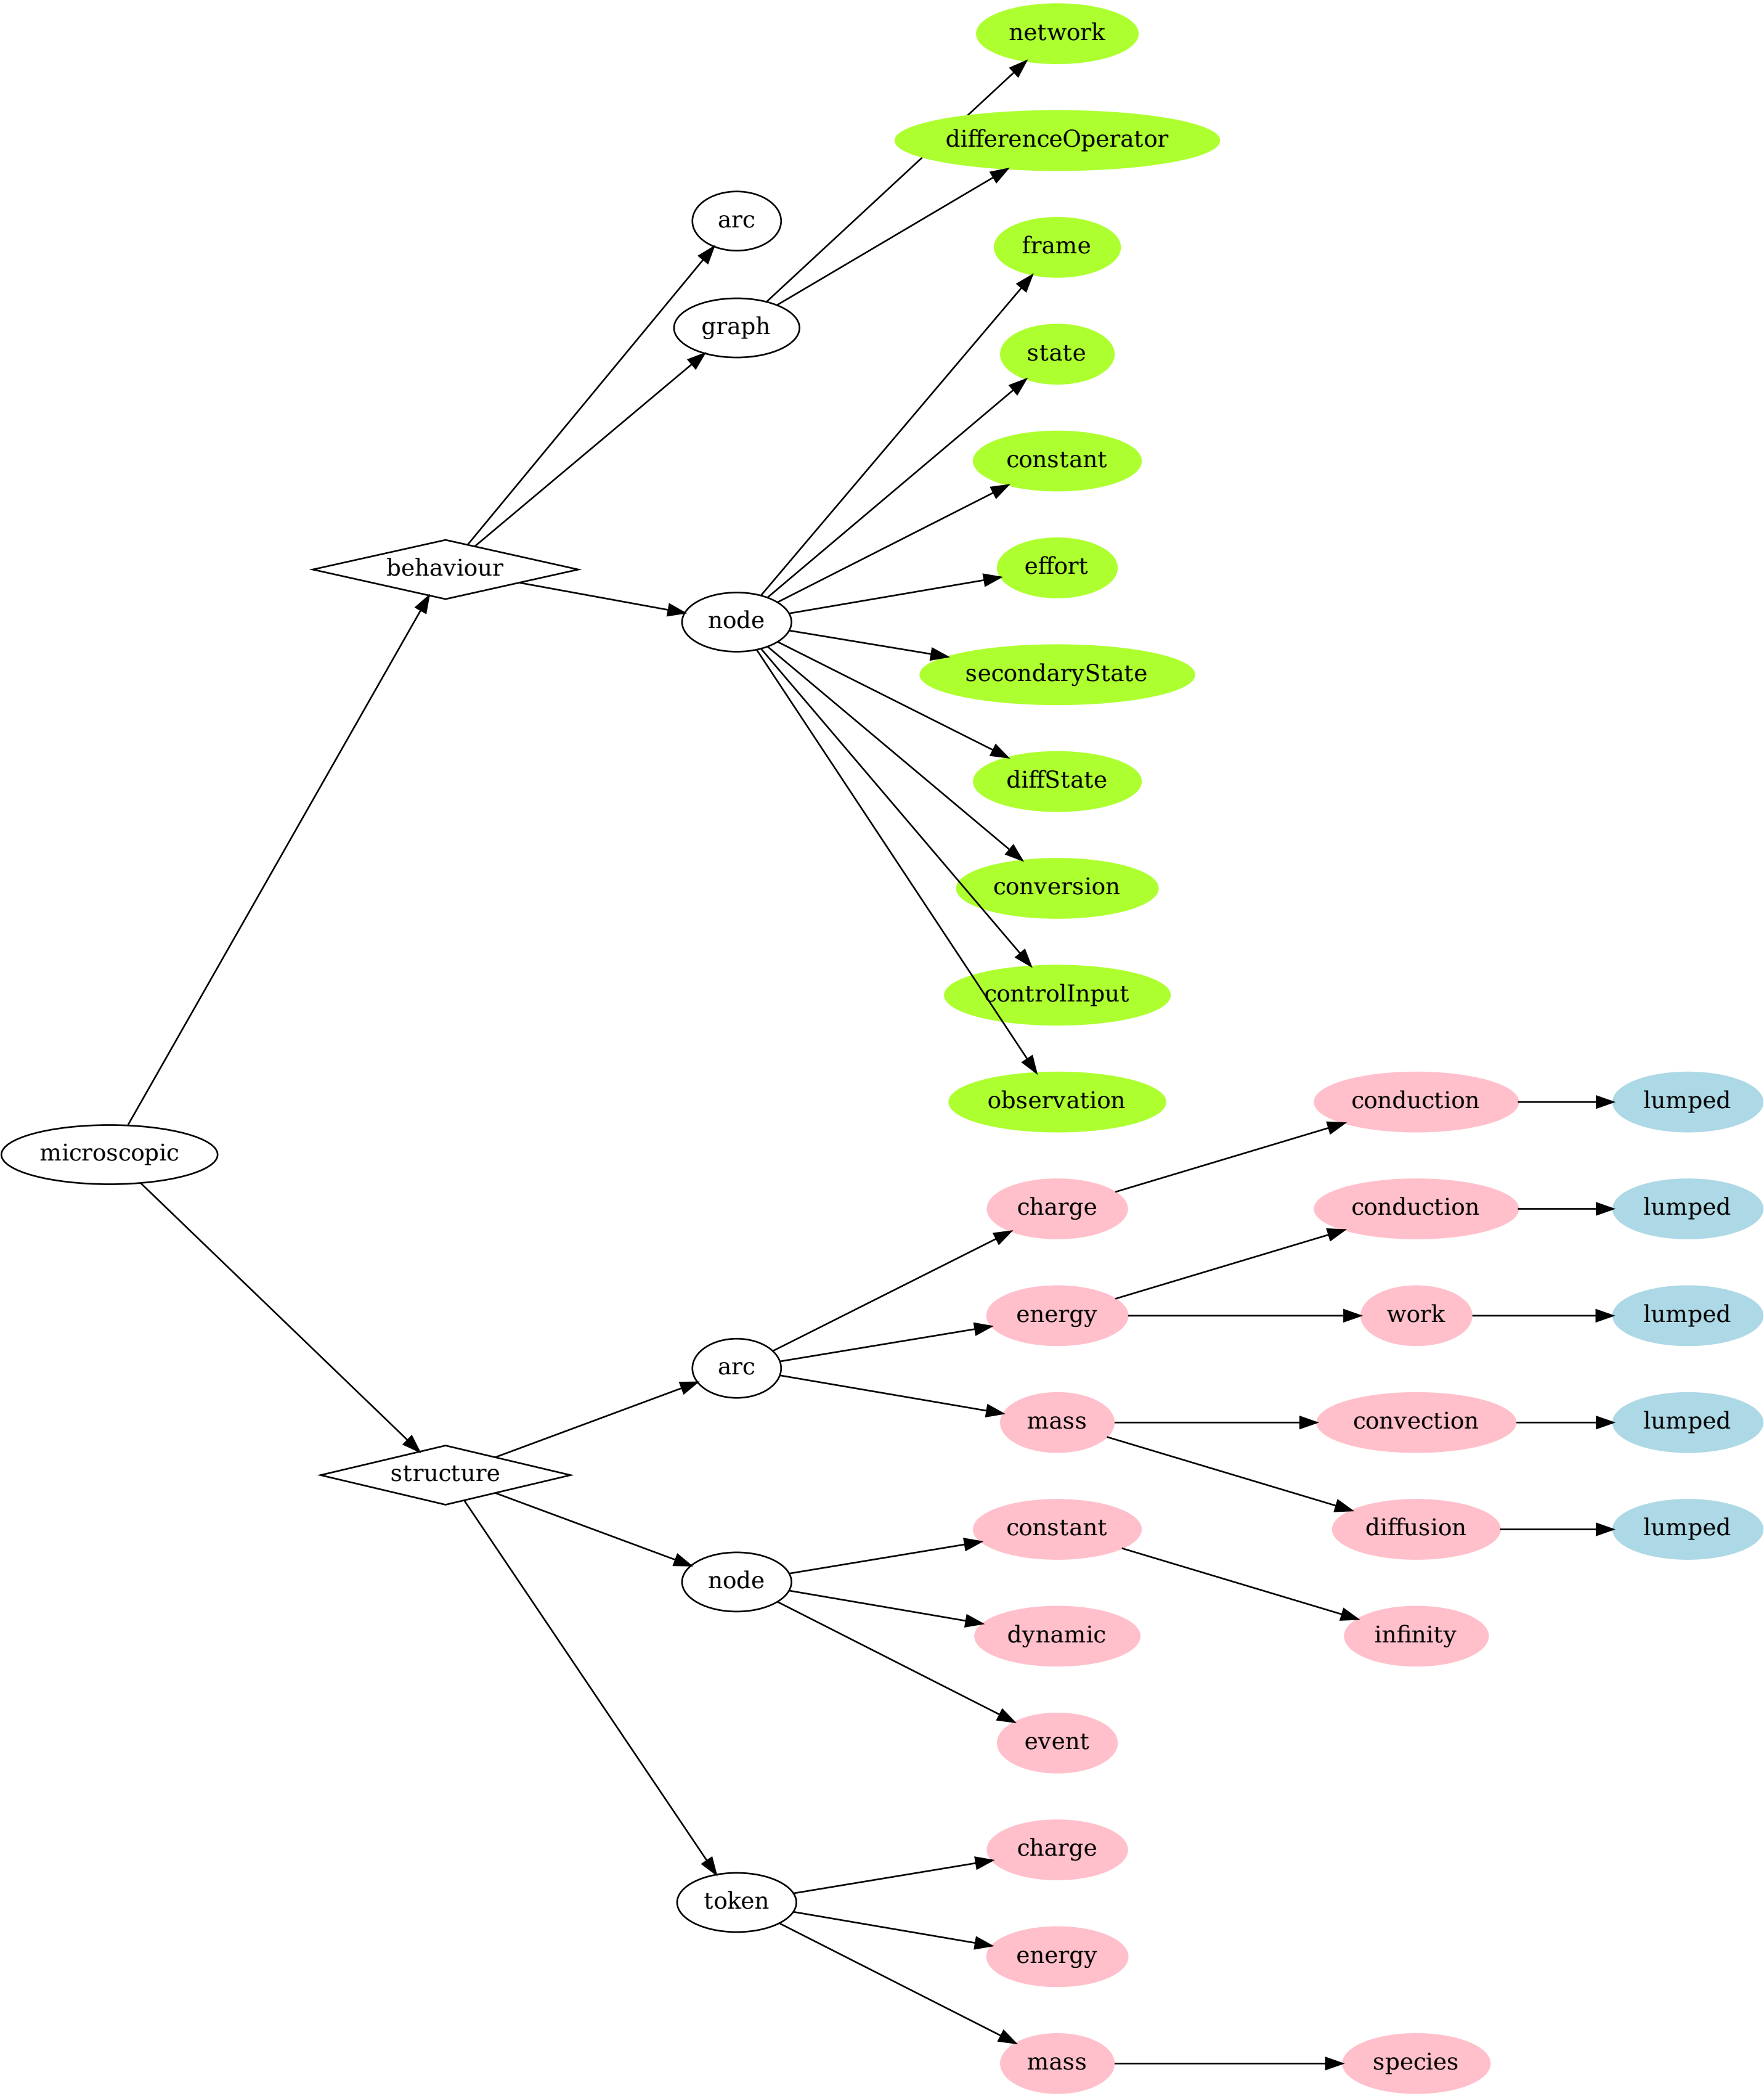 network
differenceOperator
arc
frame
graph
state
constant
behaviour
effort
node
secondaryState
diffState
conversion
controlInput
observation
conduction
lumped
microscopic
charge
conduction
lumped
energy
work
lumped
arc
mass
convection
lumped
structure
constant
diffusion
lumped
node
dynamic
infinity
event
charge
token
energy
mass
species